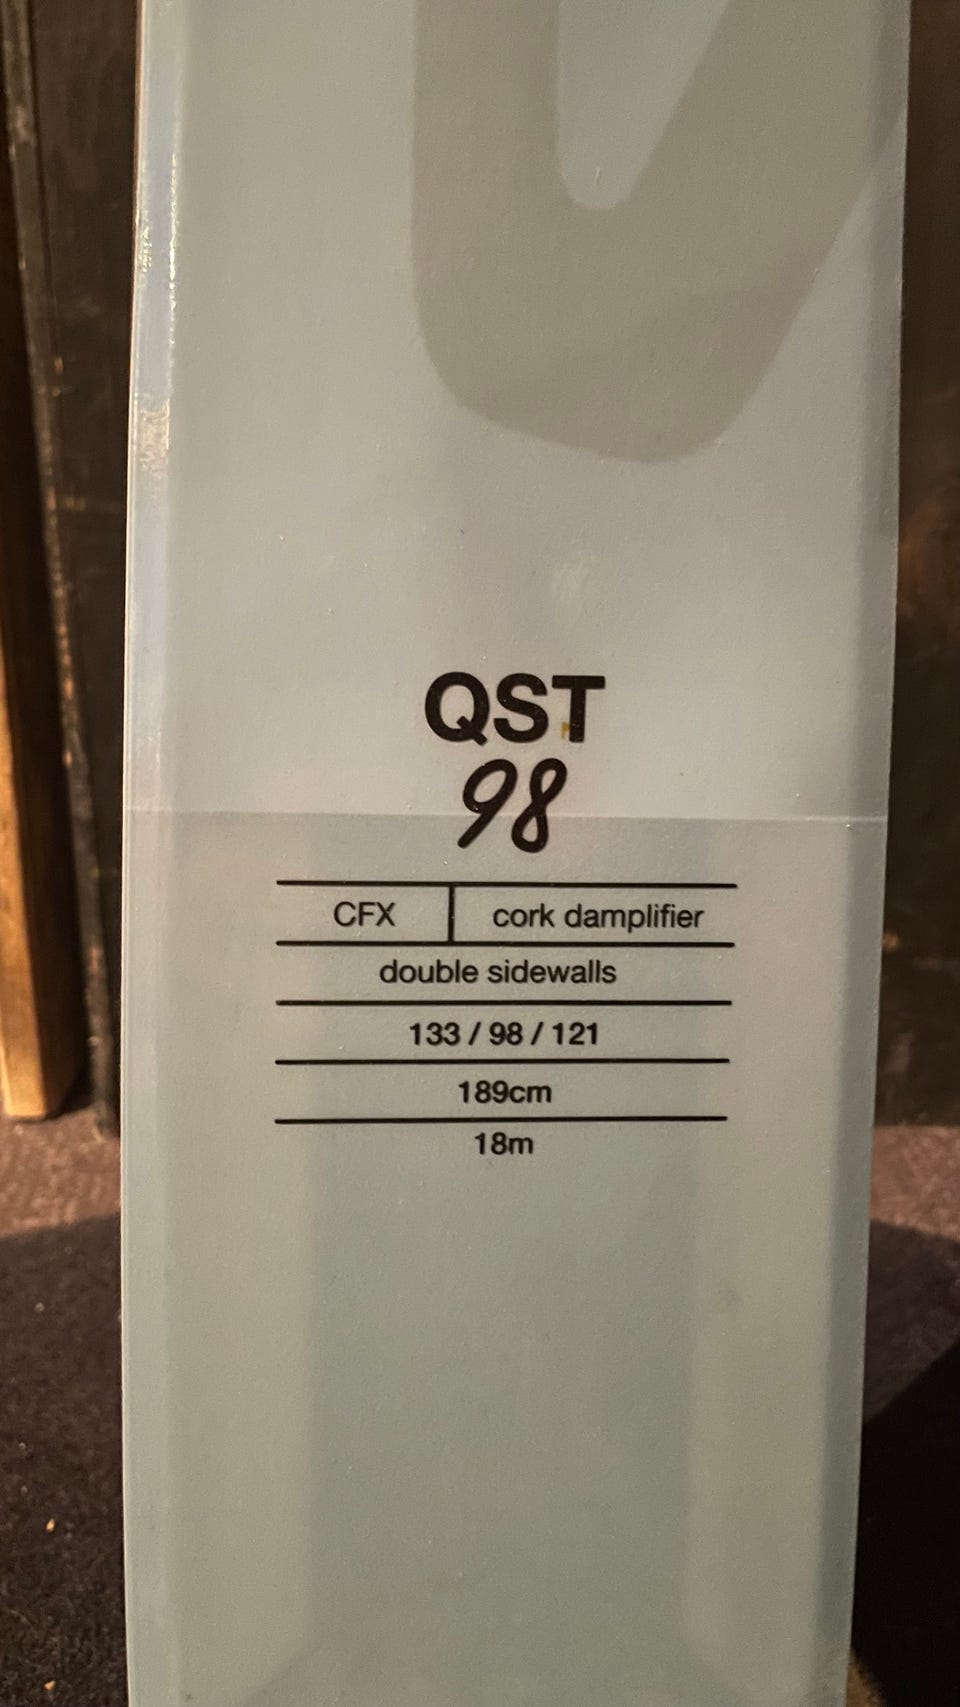 QST
98
CFX cork damplifier
double sidewalls
133 / 98 / 121
189cm
18m